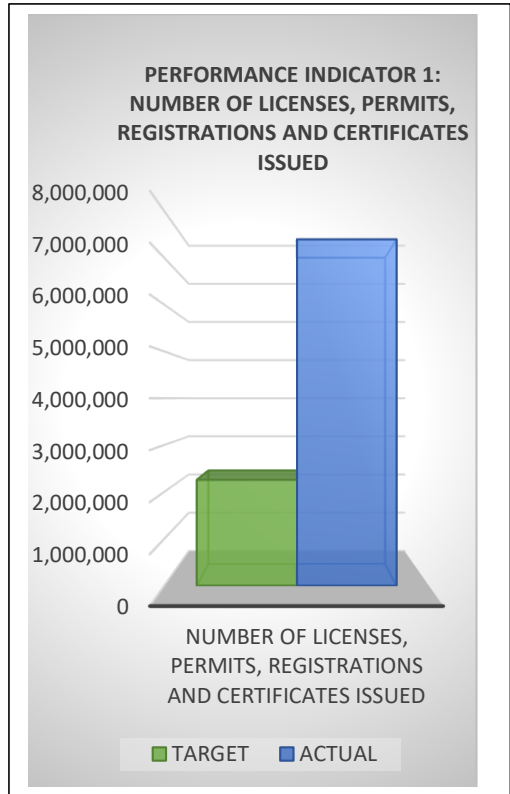 PERFORMANCE INDICATOR 1:
NUMBER OF LICENSES, PERMITS,
REGISTRATIONS AND CERTIFICATES
ISSUED
8,000,000
7,000,000
6,000,000
5,000,000
4,000,000
3,000,000
2,000,000
1,000,000
0
NUMBER OF LICENSES,
PERMITS, REGISTRATIONS
AND CERTIFICATES ISSUED
TARGET ACTUAL